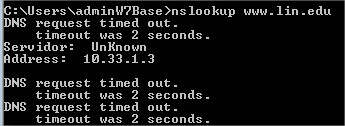 C:\Users\adminW7Base>nslookup www.lin.edu
DNS request timed out.
timeout was 2 seconds.
Servidor: UnKnown
Address: 10.33.1.3
DNS request timed out.
timeout was 2 seconds.
DNS request timed out.
timeout was 2 seconds.